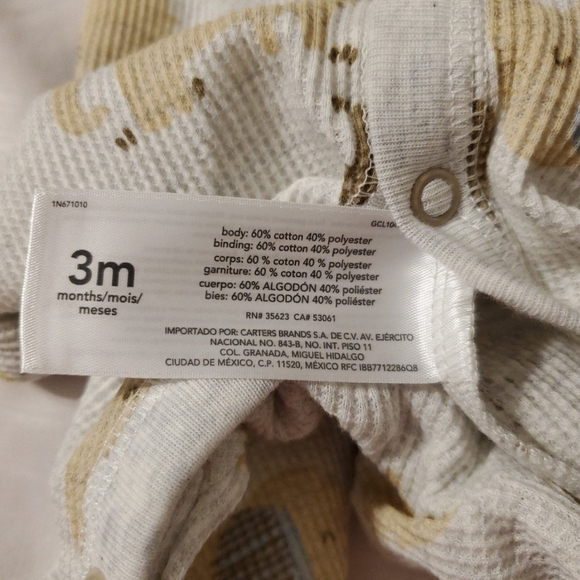 1N671010
3m
months/mois/
meses
body: 60% cotton 40% polyester
binding: 60% cotton 40% polyester
corps: 60 % coton 40 % polyester
garniture: 60 % coton 40 % polyester
cuerpo: 60% ALGODÓN 40% poliéster
bies: 60% ALGODÓN 40% poliéster
RN# 35623 CA# 53061
IMPORTADO POR: CARTERS BRANDS S.A. DE C.V. AV. EJÉRCITO
NACIONAL NO. 843-B, NO. INT. PISO 11
COL. GRANADA, MIGUEL HIDALGO
CIUDAD DE MÉXICO, C.P. 11520, MÉXICO RFC IBB7712286Q8